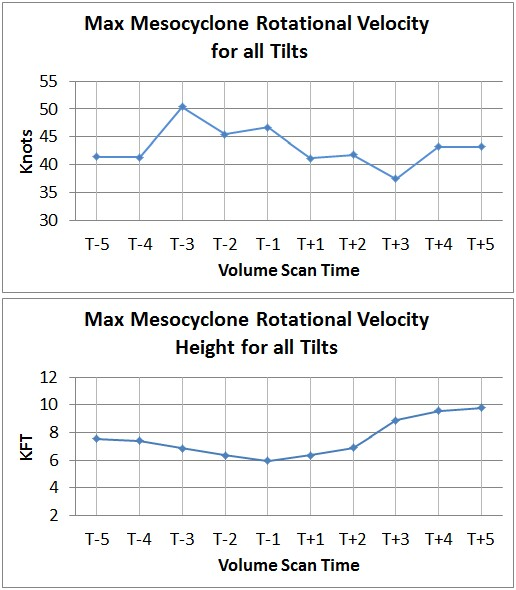 Max Mesocyclone Rotational Velocity
for all Tilts
55
50
45
40
35
30
Knots
T-5 T-4 T-3 T-2 T-1 T+1 T+2 T+3 T+4 T+5
Volume Scan Time
Max Mesocyclone Rotational Velocity
Height for all Tilts
12
10
8
6
4
2
KFT
T-5 T-4 T-3 T-2 T-1 T+1 T+2 T+3 T+4 T+5
Volume Scan Time